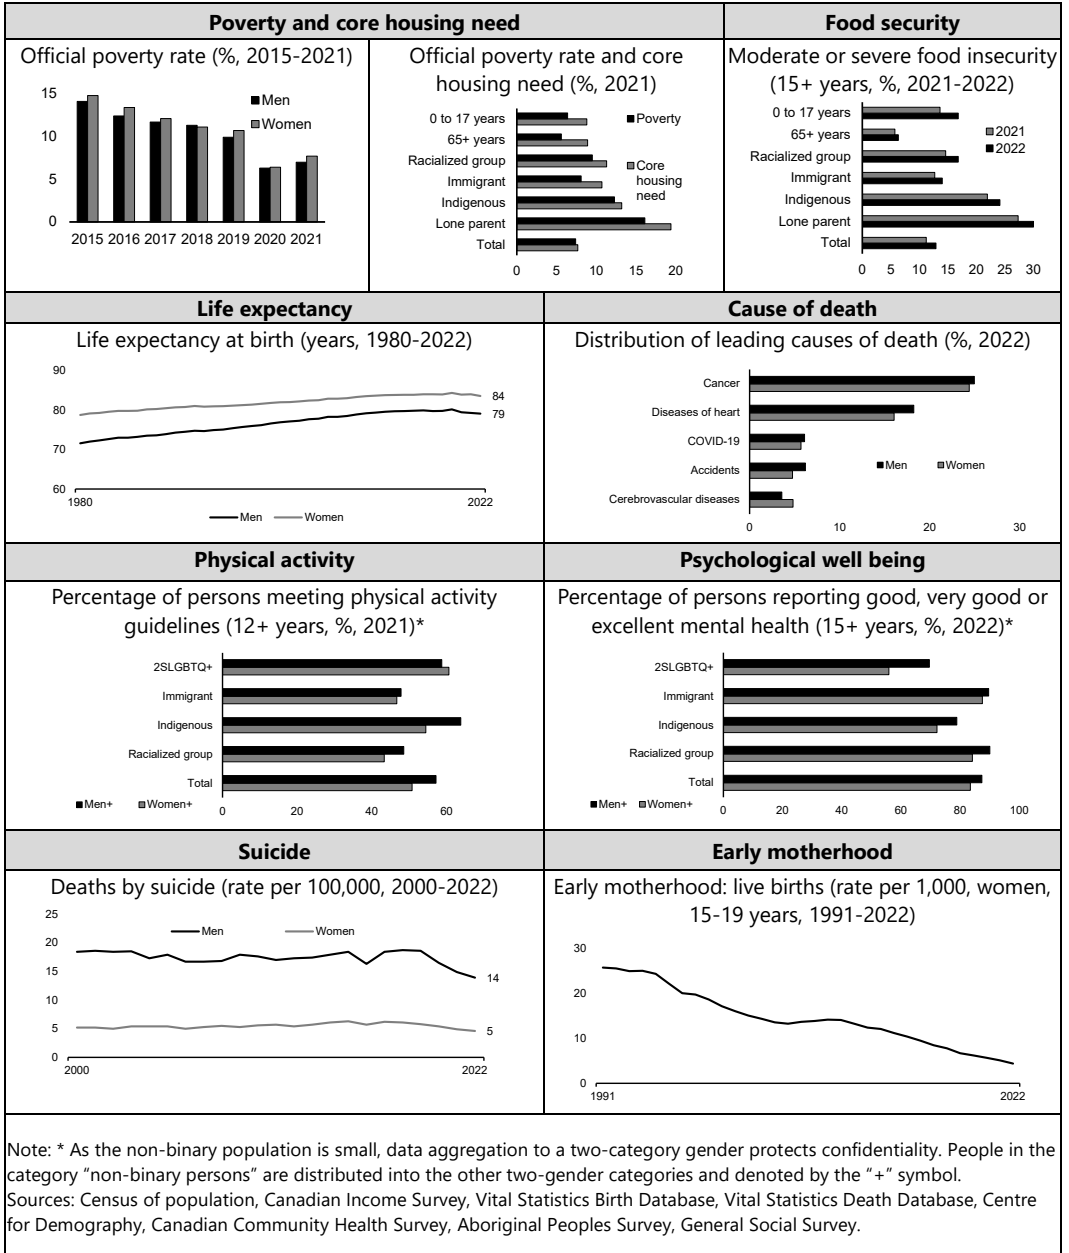 Poverty and core housing need
Food security
Official poverty rate (%, 2015-2021)
15
10
5
0
Men
Women
2015 2016 2017 2018 2019 2020 2021
Official poverty rate and core
housing need (%, 2021)
0 to 17 years
65+ years
Racialized group
Immigrant
Indigenous
Lone parent
Total
Poverty
Core
housing
need
0 5 10 15 20
Moderate or severe food insecurity
(15+ years, %, 2021-2022)
0 to 17 years
65+ years
Racialized group
Immigrant
Indigenous
Lone parent
Total
2021
2022
0 5 10 15 20 25 30
Life expectancy
Cause of death
Life expectancy at birth (years, 1980-2022)
90
80
70
60
84
79
1980 2022
Men Women
Distribution of leading causes of death (%, 2022)
Cancer
Diseases of heart
COVID-19
Accidents
Cerebrovascular diseases
Men Women
0 10 20 30
Physical activity
Psychological well being
Percentage of persons meeting physical activity
guidelines (12+ years, %, 2021)*
2SLGBTQ+
Immigrant
Indigenous
Racialized group
Total
Men+ Women+
0 20 40 60
Percentage of persons reporting good, very good or
excellent mental health (15+ years, %, 2022)*
2SLGBTQ+
Immigrant
Indigenous
Racialized group
Total
Men+ Women+
0 20 40 60 80 100
Suicide
Early motherhood
Deaths by suicide (rate per 100,000, 2000-2022)
25
20
15
10
5
0
Men Women
14
5
2000 2022
Early motherhood: live births (rate per 1,000, women,
15-19 years, 1991-2022)
30
20
10
0
1991 2022
Note: * As the non-binary population is small, data aggregation to a two-category gender protects confidentiality. People in the
category “non-binary persons” are distributed into the other two-gender categories and denoted by the “+” symbol.
Sources: Census of population, Canadian Income Survey, Vital Statistics Birth Database, Vital Statistics Death Database, Centre
for Demography, Canadian Community Health Survey, Aboriginal Peoples Survey, General Social Survey.